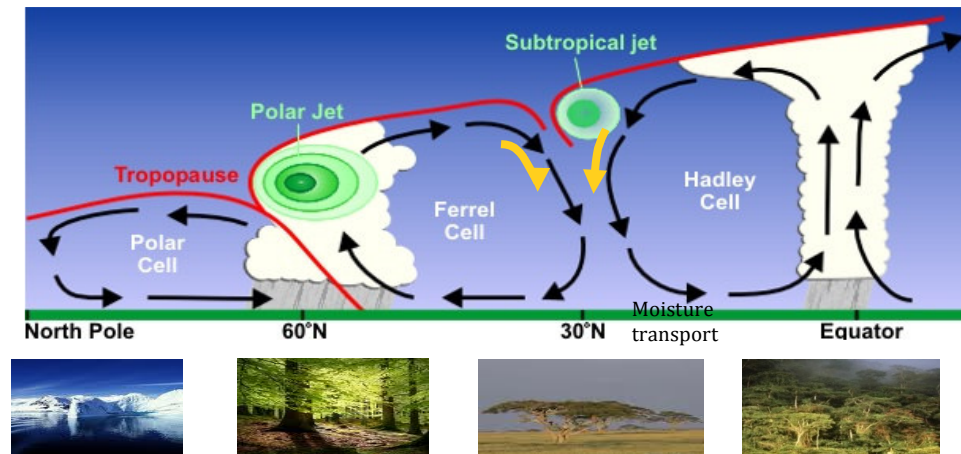 Subtropical jet
Polar Jet
Tropopause
Hadley
Cell
Ferrel
Cell
Polar
Cell
Moisture
transport
North Pole
60°N
30°N
Equator